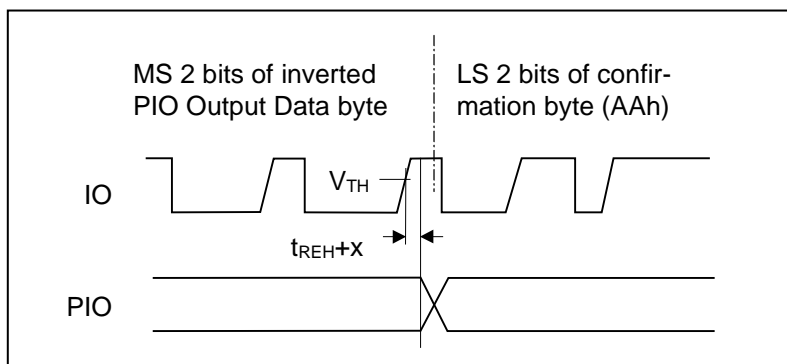 MS 2 bits of inverted
PIO Output Data byte
LS 2 bits of confir-
mation byte (AAh)
IO
VTH
tREH+x
PIO